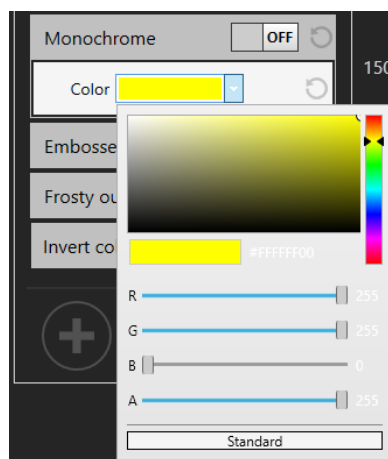 Monochrome OFF
150
Color
Embosse
Frosty ou
Invert co
#FFFFFF00
R 255
G 255
B 0
A 255
Standard